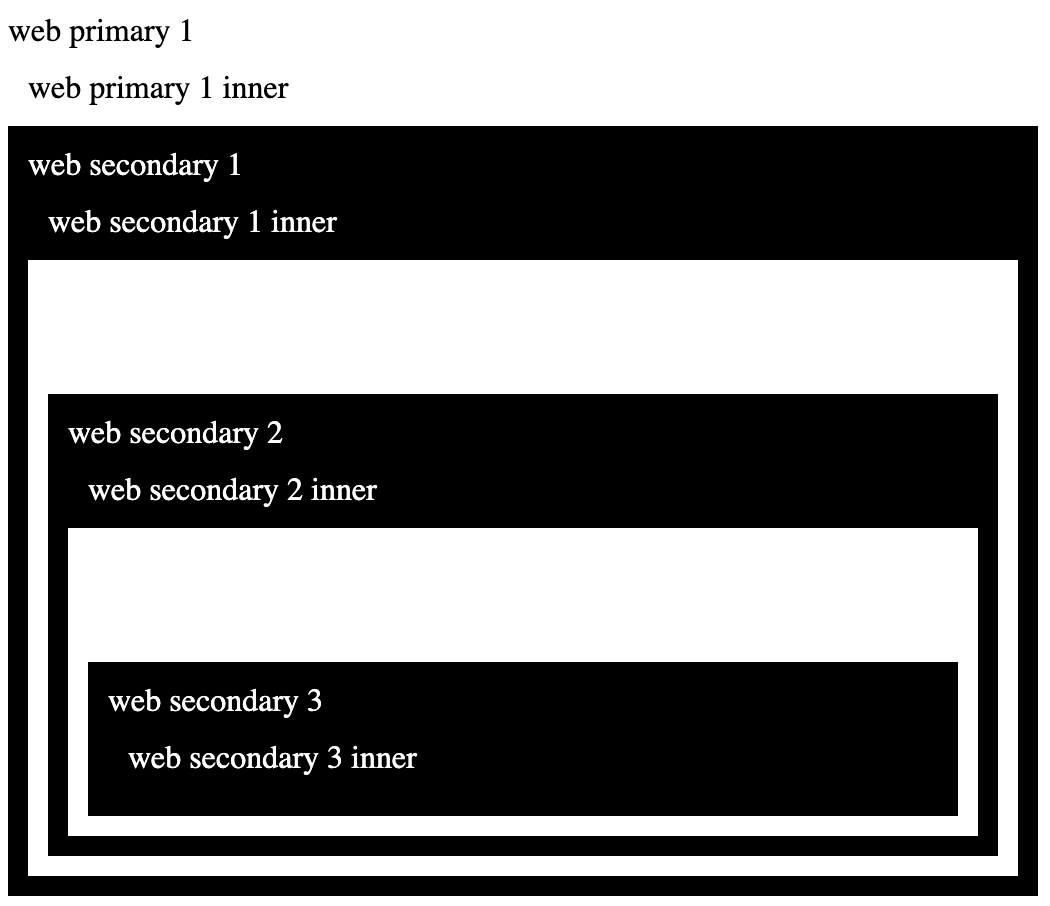 web primary 1
web primary 1 inner
web secondary 1
web secondary 1 inner
web secondary 2
web secondary 2 inner
web secondary 3
web secondary 3 inner